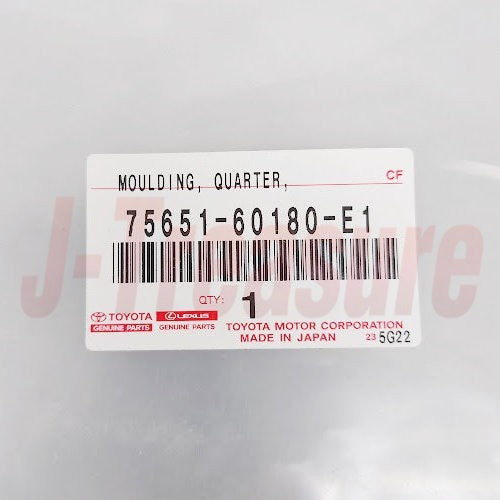 MOULDING, QUARTER,
CF
75651-60180-E1
QTY: 1
TOYOTA
GENUINE PARTS
LEXUS
GENUINE PARTS
TOYOTA MOTOR CORPORATION
MADE IN JAPAN
23 5G22
J-Treasure